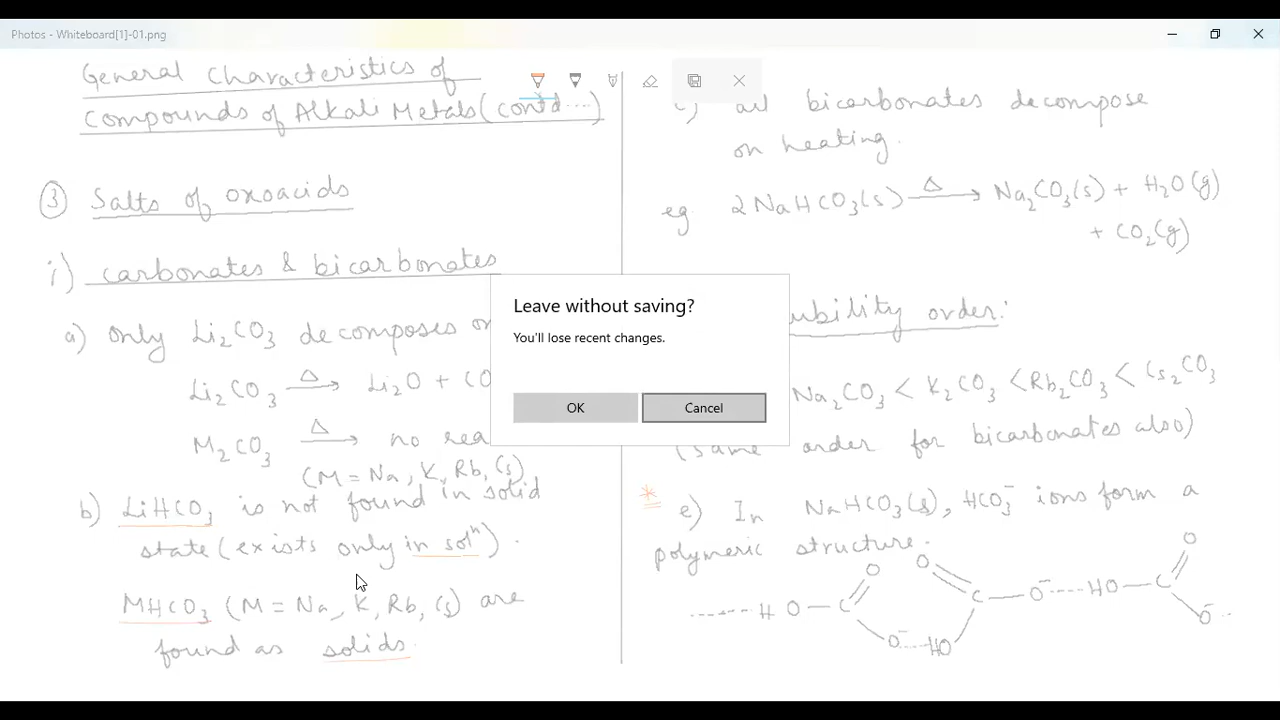 Photos - Whiteboard[1]-01.png
General Characteristics of
Compounds of Alkali Metals (contd....)
③ Salts of oxoacids
i) carbonates & bicarbonates
a) only Li₂CO₃ decomposes on
Li₂CO₃ —Δ→ Li₂O + CO
M₂CO₃ —Δ→ no rea
(M = Na, K, Rb, Cs)
b) LiHCO₃ is not found in solid
state (exists only in solⁿ).
MHCO₃ (M = Na, K, Rb, Cs) are
found as solids.
c) all bicarbonates decompose
on heating.
eg. 2NaHCO₃(s) —Δ→ Na₂CO₃(s) + H₂O(g)
+ CO₂(g)
ubility order:
Na₂CO₃ < K₂CO₃ < Rb₂CO₃ < Cs₂CO₃
(same order for bicarbonates also)
* e) In NaHCO₃(s), HCO₃⁻ ions form a
polymeric structure.
O O O
H O C C O⁻ HO C
O⁻ HO O⁻
Leave without saving?
You'll lose recent changes.
OK Cancel